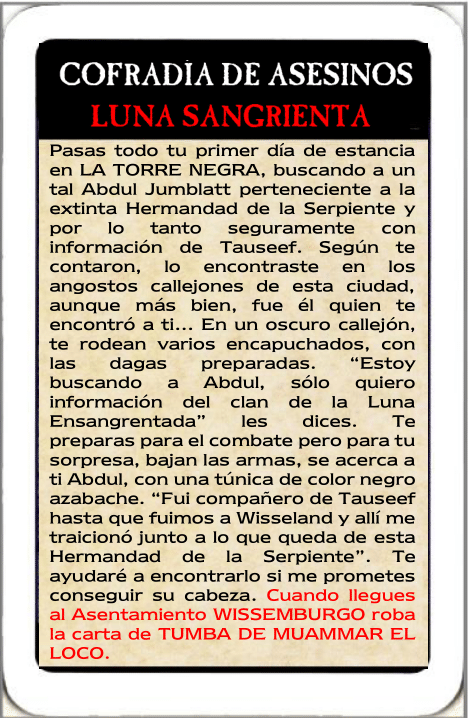 COFRADÍA DE ASESINOS
LUNA SANGRIENTA
Pasas todo tu primer día de estancia
en LA TORRE NEGRA, buscando a un
tal Abdul Jumblatt perteneciente a la
extinta Hermandad de la Serpiente y
por lo tanto seguramente con
información de Tauseef. Según te
contaron, lo encontraste en los
angostos callejones de esta ciudad,
aunque más bien, fue él quien te
encontró a ti... En un oscuro callejón,
te rodean varios encapuchados, con
las dagas preparadas. “Estoy
buscando a Abdul, sólo quiero
información del clan de la Luna
Ensangrentada” les dices. Te
preparas para el combate pero para tu
sorpresa, bajan las armas, se acerca a
ti Abdul, con una túnica de color negro
azabache. “Fui compañero de Tauseef
hasta que fuimos a Wisseland y allí me
traicionó junto a lo que queda de esta
Hermandad de la Serpiente”. Te
ayudaré a encontrarlo si me prometes
conseguir su cabeza. Cuando llegues
al Asentamiento WISSEMBURGO roba
la carta de TUMBA DE MUAMMAR EL
LOCO.